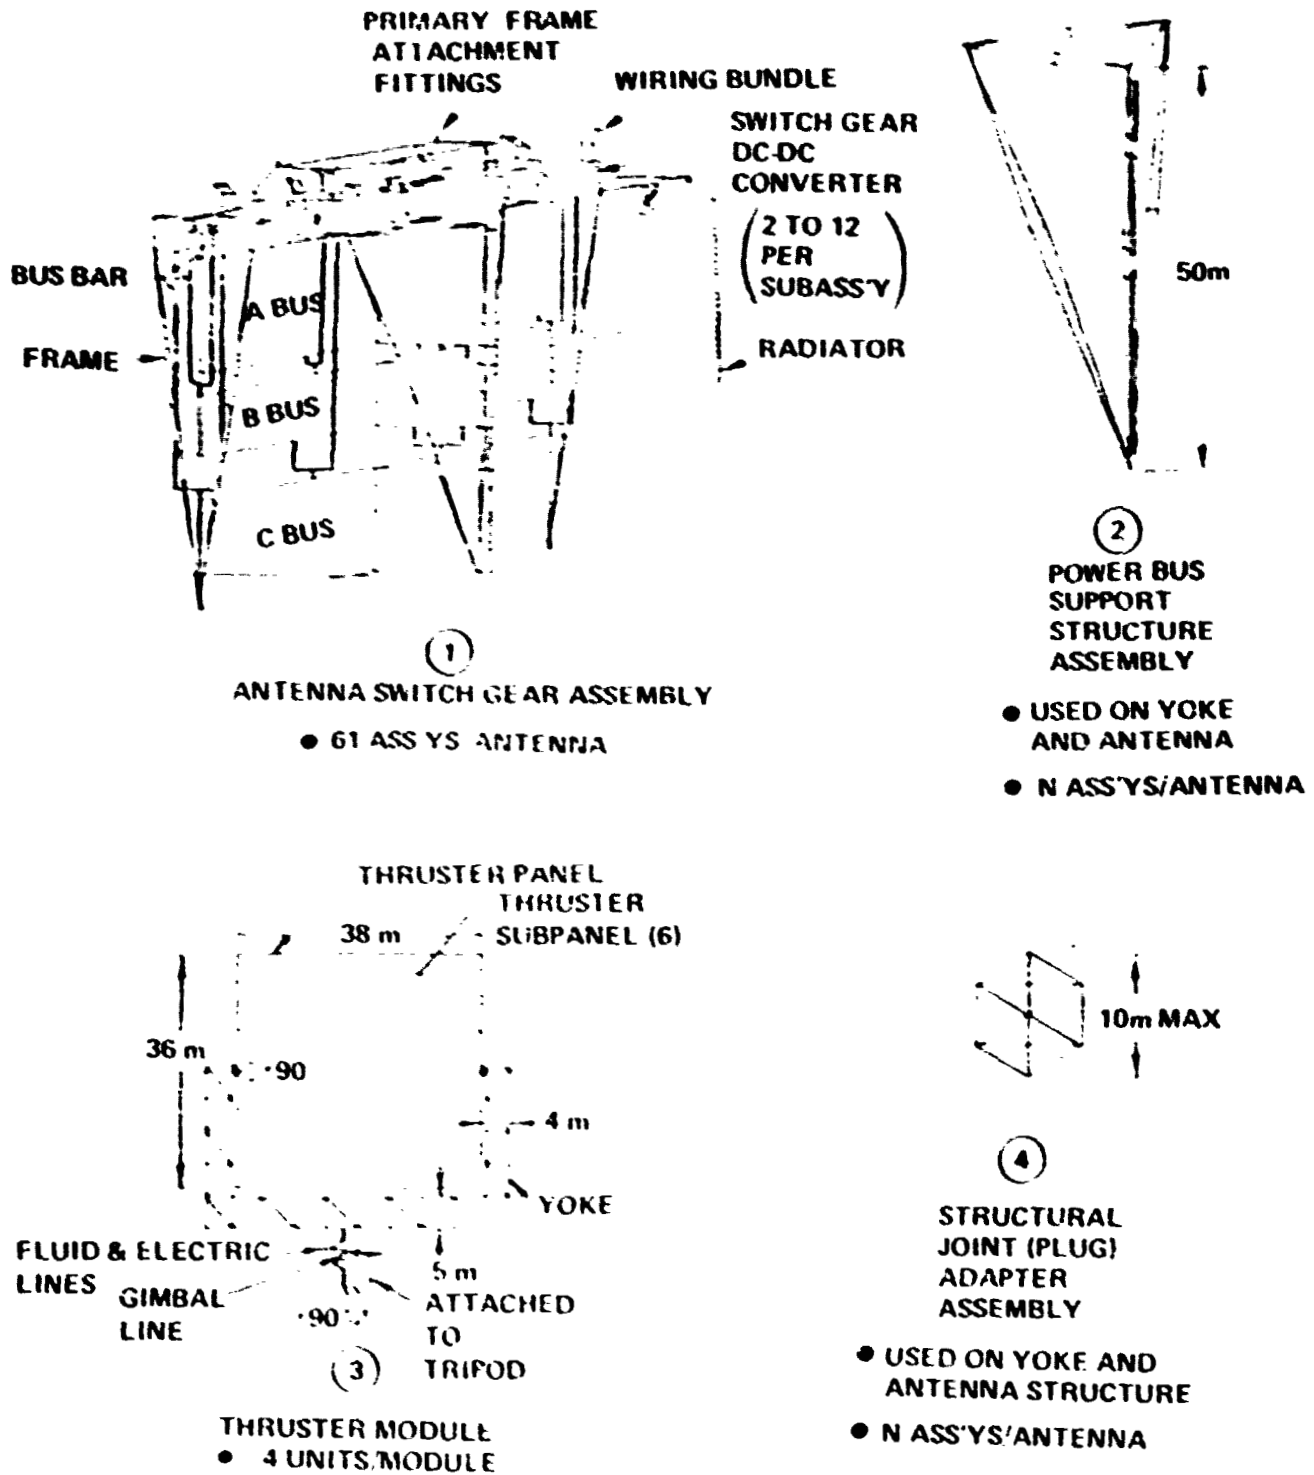 PRIMARY FRAME
ATTACHMENT
FITTINGS
WIRING BUNDLE
SWITCH GEAR
DC-DC
CONVERTER
(2 TO 12
PER
SUBASS'Y)
BUS BAR
FRAME
A BUS
B BUS
C BUS
RADIATOR
1
ANTENNA SWITCH GEAR ASSEMBLY
● 61 ASS YS ANTENNA
50m
2
POWER BUS
SUPPORT
STRUCTURE
ASSEMBLY
● USED ON YOKE
AND ANTENNA
● N ASS'YS/ANTENNA
THRUSTER PANEL
THRUSTER
SUBPANEL (6)
38 m
36 m
90
4 m
YOKE
FLUID & ELECTRIC
LINES
GIMBAL
LINE
90
5 m
ATTACHED
TO
TRIPOD
3
THRUSTER MODULE
● 4 UNITS/MODULE
10m MAX
4
STRUCTURAL
JOINT (PLUG)
ADAPTER
ASSEMBLY
● USED ON YOKE AND
ANTENNA STRUCTURE
● N ASS'YS/ANTENNA